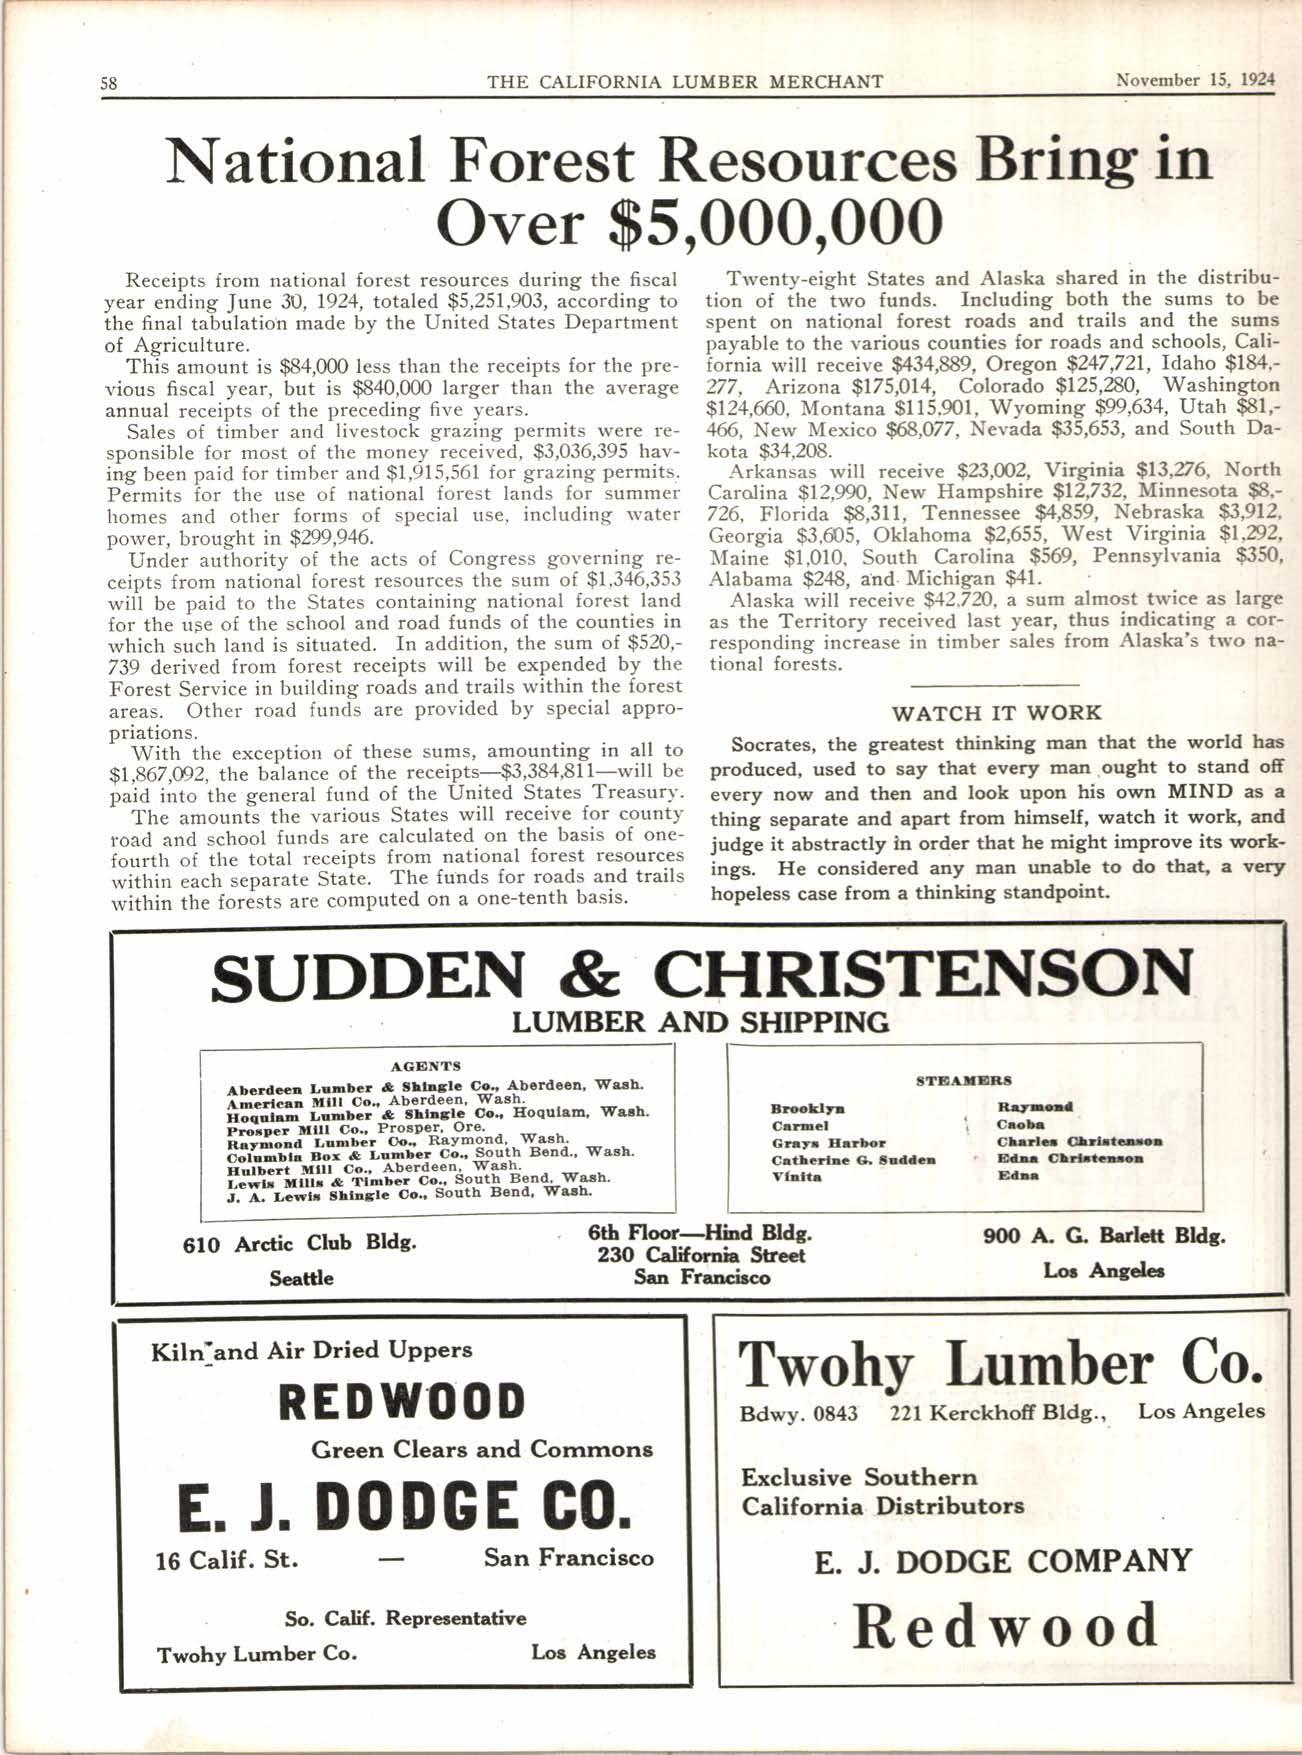 58
THE CALIFORNIA LUMBER MERCHANT
November 15, 1924
National Forest Resources Bring in
Over $5,000,000
Receipts from national forest resources during the fiscal
year ending June 30, 1924, totaled $5,251,903, according to
the final tabulation made by the United States Department
of Agriculture.
This amount is $84,000 less than the receipts for the pre-
vious fiscal year, but is $840,000 larger than the average
annual receipts of the preceding five years.
Sales of timber and livestock grazing permits were re-
sponsible for most of the money received, $3,036,395 hav-
ing been paid for timber and $1,915,561 for grazing permits.
Permits for the use of national forest lands for summer
homes and other forms of special use, including water
power, brought in $299,946.
Under authority of the acts of Congress governing re-
ceipts from national forest resources the sum of $1,346,353
will be paid to the States containing national forest land
for the use of the school and road funds of the counties in
which such land is situated. In addition, the sum of $520,-
739 derived from forest receipts will be expended by the
Forest Service in building roads and trails within the forest
areas. Other road funds are provided by special appro-
priations.
With the exception of these sums, amounting in all to
$1,867,092, the balance of the receipts—$3,384,811—will be
paid into the general fund of the United States Treasury.
The amounts the various States will receive for county
road and school funds are calculated on the basis of one-
fourth of the total receipts from national forest resources
within each separate State. The funds for roads and trails
within the forests are computed on a one-tenth basis.
Twenty-eight States and Alaska shared in the distribu-
tion of the two funds. Including both the sums to be
spent on national forest roads and trails and the sums
payable to the various counties for roads and schools, Cali-
fornia will receive $434,889, Oregon $247,721, Idaho $184,-
277, Arizona $175,014, Colorado $125,280, Washington
$124,660, Montana $115,901, Wyoming $99,634, Utah $81,-
466, New Mexico $68,077, Nevada $35,653, and South Da-
kota $34,208.
Arkansas will receive $23,002, Virginia $13,276, North
Carolina $12,990, New Hampshire $12,732, Minnesota $8,-
726, Florida $8,311, Tennessee $4,859, Nebraska $3,912,
Georgia $3,605, Oklahoma $2,655, West Virginia $1,292,
Maine $1,010, South Carolina $569, Pennsylvania $350,
Alabama $248, and Michigan $41.
Alaska will receive $42,720, a sum almost twice as large
as the Territory received last year, thus indicating a cor-
responding increase in timber sales from Alaska's two na-
tional forests.
WATCH IT WORK
Socrates, the greatest thinking man that the world has
produced, used to say that every man ought to stand off
every now and then and look upon his own MIND as a
thing separate and apart from himself, watch it work, and
judge it abstractly in order that he might improve its work-
ings. He considered any man unable to do that, a very
hopeless case from a thinking standpoint.
SUDDEN & CHRISTENSON
LUMBER AND SHIPPING
AGENTS
Aberdeen Lumber & Shingle Co., Aberdeen, Wash.
American Mill Co., Aberdeen, Wash.
Hoquiam Lumber & Shingle Co., Hoquiam, Wash.
Prosper Mill Co., Prosper, Ore.
Raymond Lumber Co., Raymond, Wash.
Columbia Box & Lumber Co., South Bend., Wash.
Hulbert Mill Co., Aberdeen, Wash.
Lewis Mills & Timber Co., South Bend, Wash.
J. A. Lewis Shingle Co., South Bend, Wash.
STEAMERS
Brooklyn
Carmel
Grays Harbor
Catherine G. Sudden
Vinita
Raymond
Caoba
Charles Christenson
Edna Christenson
Edna
610 Arctic Club Bldg.
Seattle
6th Floor—Hind Bldg.
230 California Street
San Francisco
900 A. G. Barlett Bldg.
Los Angeles
Kiln and Air Dried Uppers
REDWOOD
Green Clears and Commons
E. J. DODGE CO.
16 Calif. St. — San Francisco
So. Calif. Representative
Twohy Lumber Co. Los Angeles
Twohy Lumber Co.
Bdwy. 0843 221 Kerckhoff Bldg., Los Angeles
Exclusive Southern
California Distributors
E. J. DODGE COMPANY
Redwood